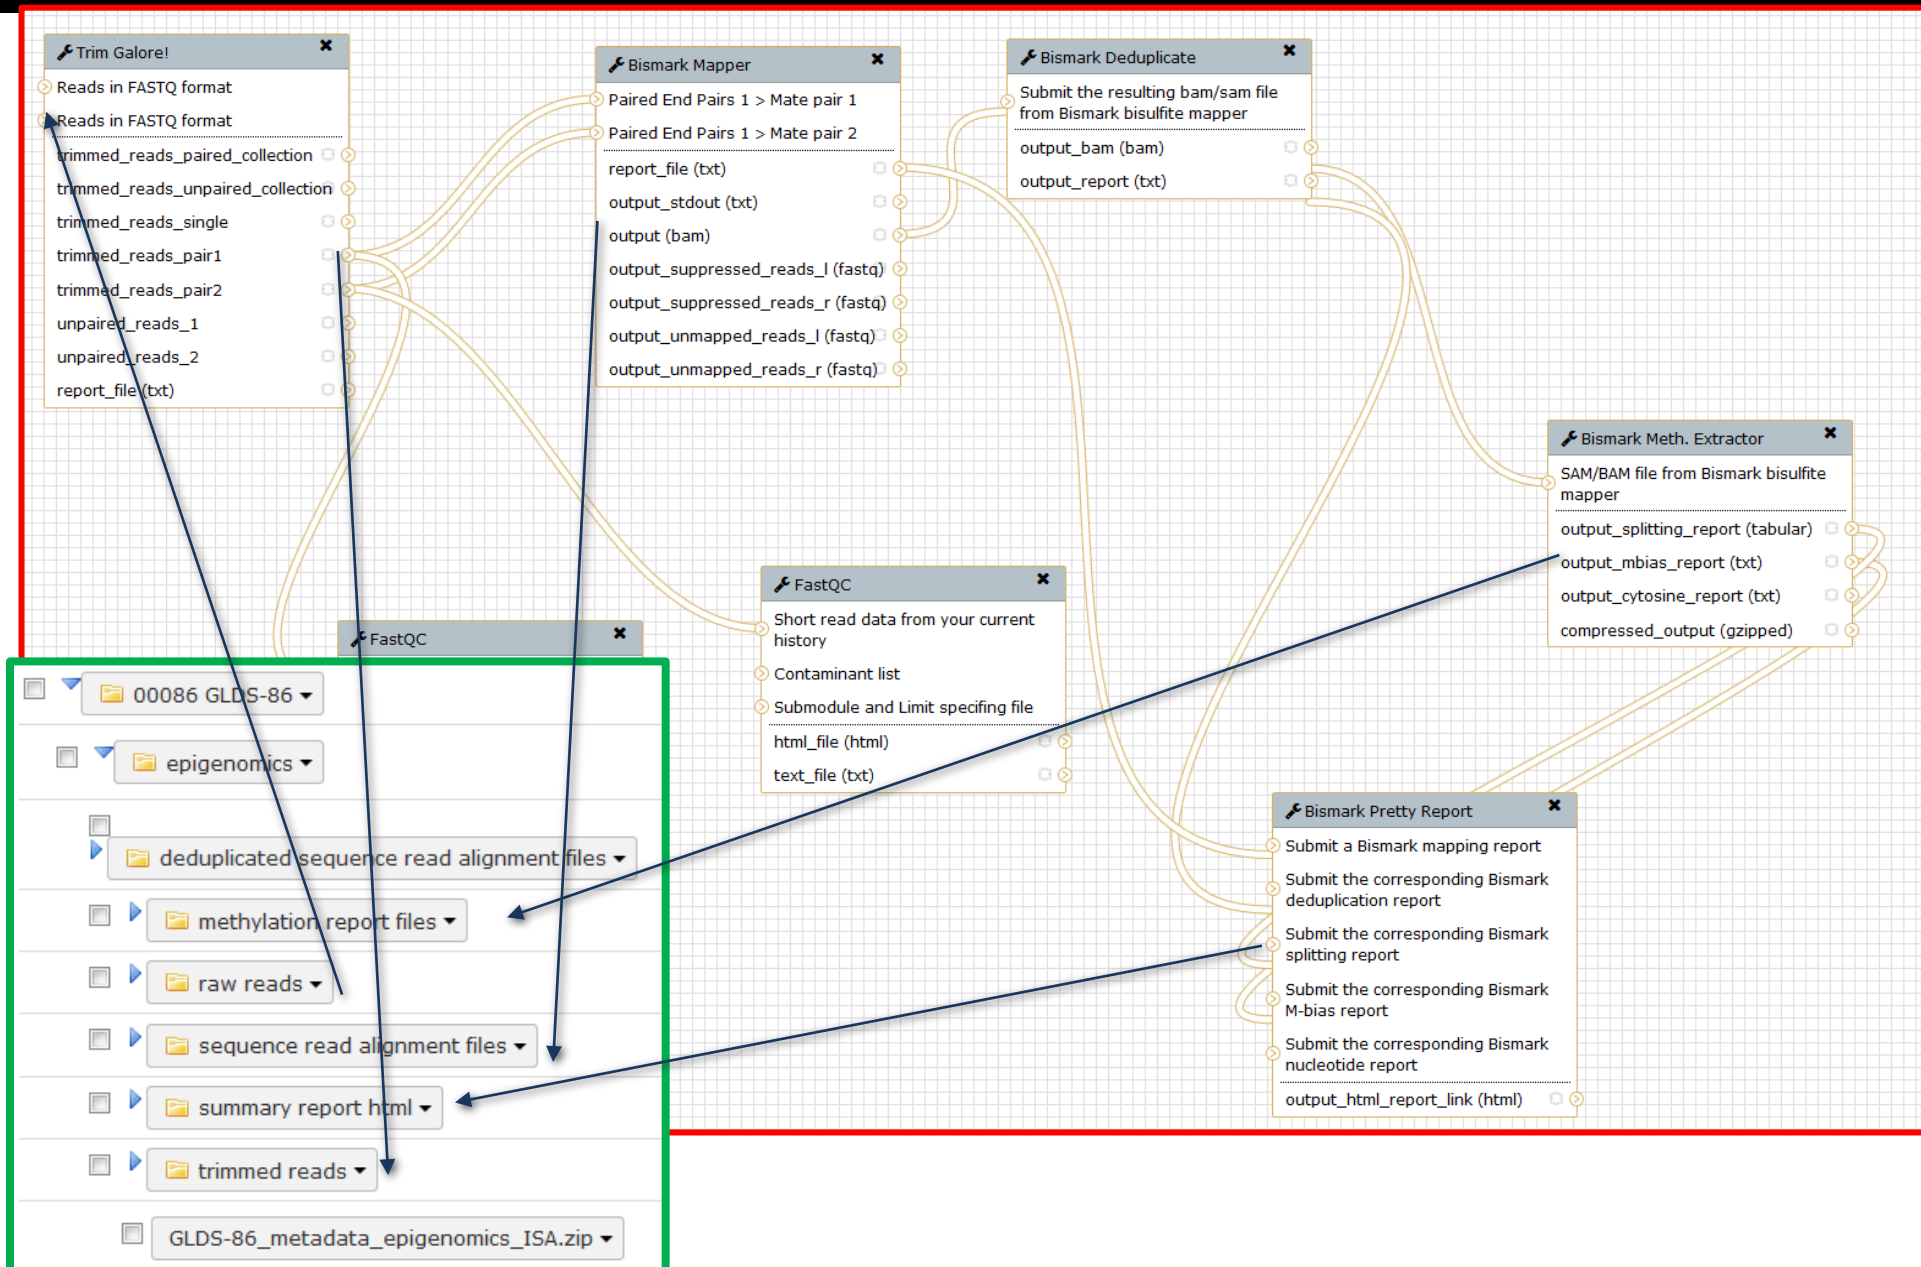 Trim Galore!
Reads in FASTQ format
Reads in FASTQ format
trimmed_reads_paired_collection
trimmed_reads_unpaired_collection
trimmed_reads_single
trimmed_reads_pair1
trimmed_reads_pair2
unpaired_reads_1
unpaired_reads_2
report_file (txt)
Bismark Mapper
Paired End Pairs 1 > Mate pair 1
Paired End Pairs 1 > Mate pair 2
report_file (txt)
output_stdout (txt)
output (bam)
output_suppressed_reads_l (fastq)
output_suppressed_reads_r (fastq)
output_unmapped_reads_l (fastq)
output_unmapped_reads_r (fastq)
Bismark Deduplicate
Submit the resulting bam/sam file
from Bismark bisulfite mapper
output_bam (bam)
output_report (txt)
Bismark Meth. Extractor
SAM/BAM file from Bismark bisulfite
mapper
output_splitting_report (tabular)
output_mbias_report (txt)
output_cytosine_report (txt)
compressed_output (gzipped)
FastQC
Short read data from your current
history
Contaminant list
Submodule and Limit specifing file
html_file (html)
text_file (txt)
FastQC
Bismark Pretty Report
Submit a Bismark mapping report
Submit the corresponding Bismark
deduplication report
Submit the corresponding Bismark
splitting report
Submit the corresponding Bismark
M-bias report
Submit the corresponding Bismark
nucleotide report
output_html_report_link (html)
00086 GLDS-86
epigenomics
deduplicated sequence read alignment files
methylation report files
raw reads
sequence read alignment files
summary report html
trimmed reads
GLDS-86_metadata_epigenomics_ISA.zip